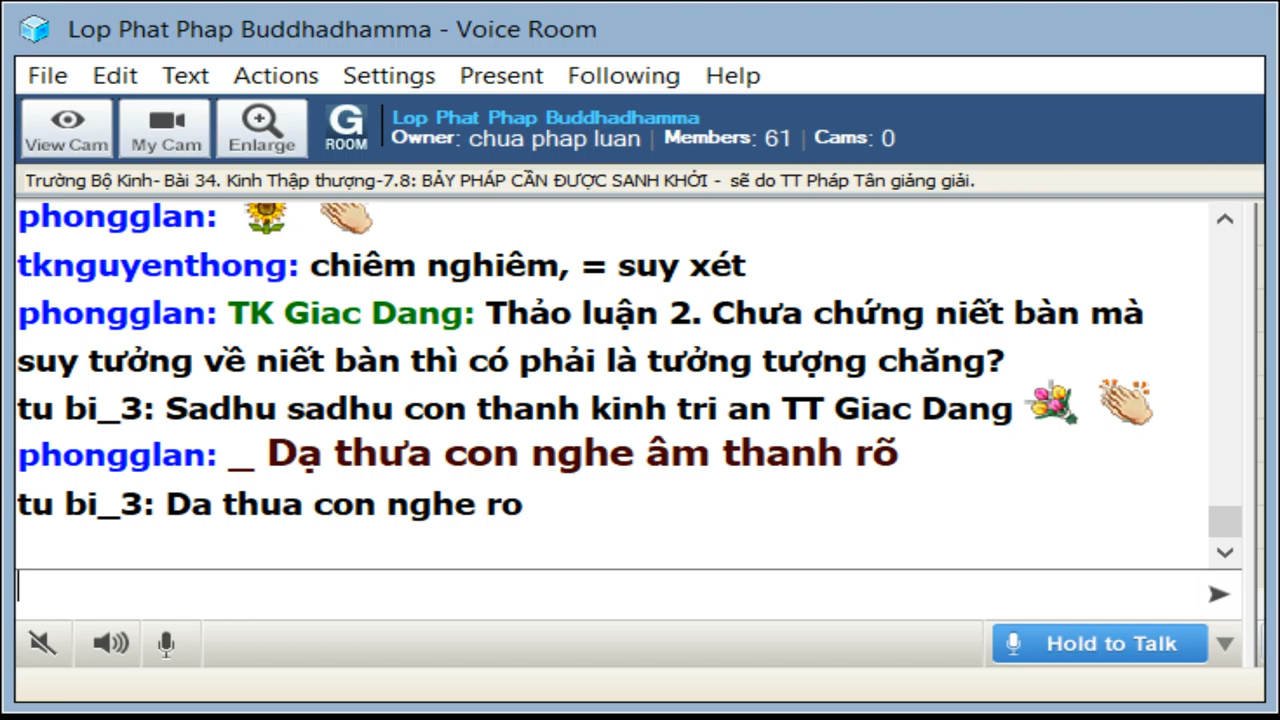 Lop Phat Phap Buddhadhamma - Voice Room
File Edit Text Actions Settings Present Following Help
View Cam My Cam Enlarge G ROOM
Lop Phat Phap Buddhadhamma
Owner: chua phap luan | Members: 61 | Cams: 0
Trường Bộ Kinh- Bài 34. Kinh Thập thượng-7.8: BẢY PHÁP CẦN ĐƯỢC SANH KHỞI - sẽ do TT Pháp Tân giảng giải.
phongglan:
tknguyenthong: chiêm nghiêm, = suy xét
phongglan: TK Giac Dang: Thảo luận 2. Chưa chứng niết bàn mà
suy tưởng về niết bàn thì có phải là tưởng tượng chăng?
tu bi_3: Sadhu sadhu con thanh kinh tri an TT Giac Dang
phongglan: _ Dạ thưa con nghe âm thanh rõ
tu bi_3: Da thua con nghe ro
Hold to Talk